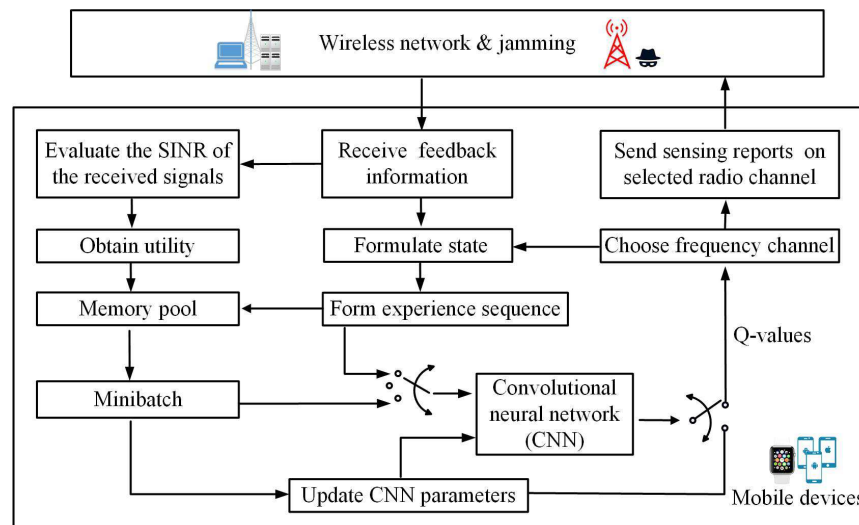 Wireless network & jamming
Evaluate the SINR of
the received signals
Receive feedback
information
Send sensing reports on
selected radio channel
Obtain utility
Formulate state
Choose frequency channel
Memory pool
Form experience sequence
Q-values
Minibatch
Convolutional
neural network
(CNN)
Update CNN parameters
Mobile devices